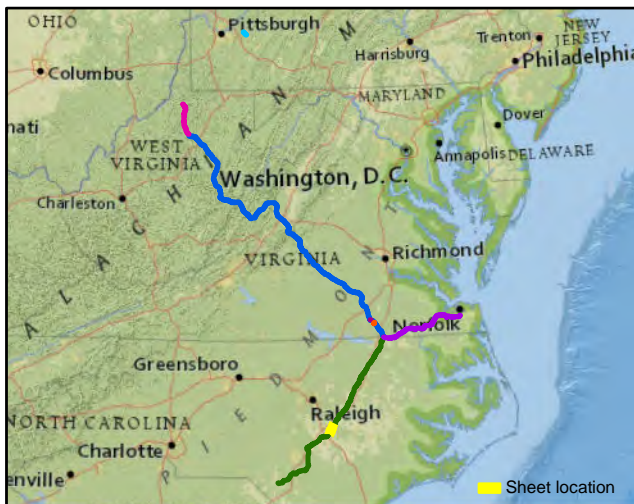 OHIO
Pittsburgh
NEW
JERSEY
Trenton
Harrisburg
Philadelphia
Columbus
MARYLAND
Dover
nati
WEST
VIRGINIA
Annapolis
DELAWARE
Washington, D.C.
Charleston
A L A C H A N M
Richmond
VIRGINIA
P I E D M O N T
Norfolk
Greensboro
Raleigh
NORTH CAROLINA
Charlotte
enville
Sheet location